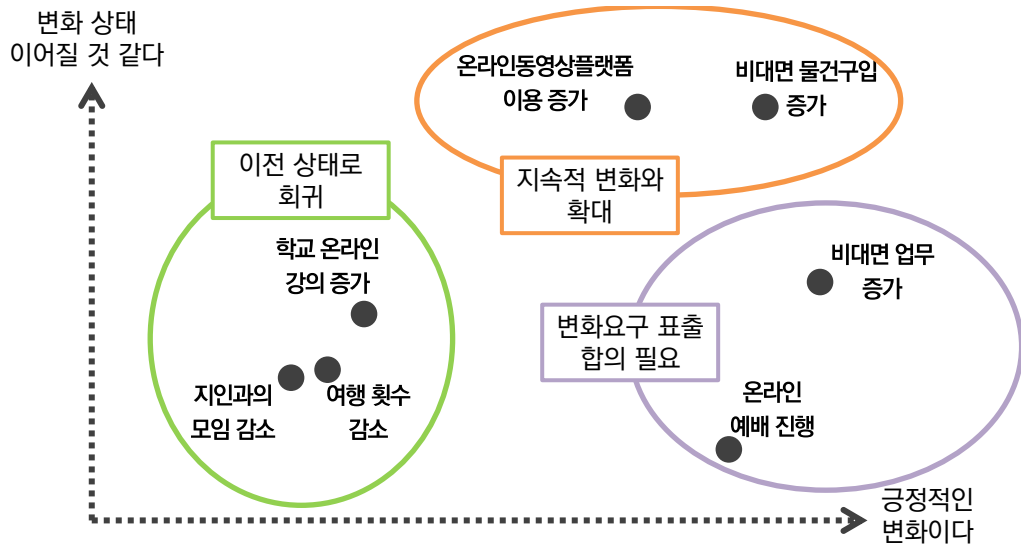 변화 상태
이어질 것 같다
온라인동영상플랫폼
이용 증가
비대면 물건구입
증가
지속적 변화와
확대
이전 상태로
회귀
학교 온라인
강의 증가
지인과의
모임 감소
여행 횟수
감소
비대면 업무
증가
변화요구 표출
합의 필요
온라인
예배 진행
긍정적인
변화이다